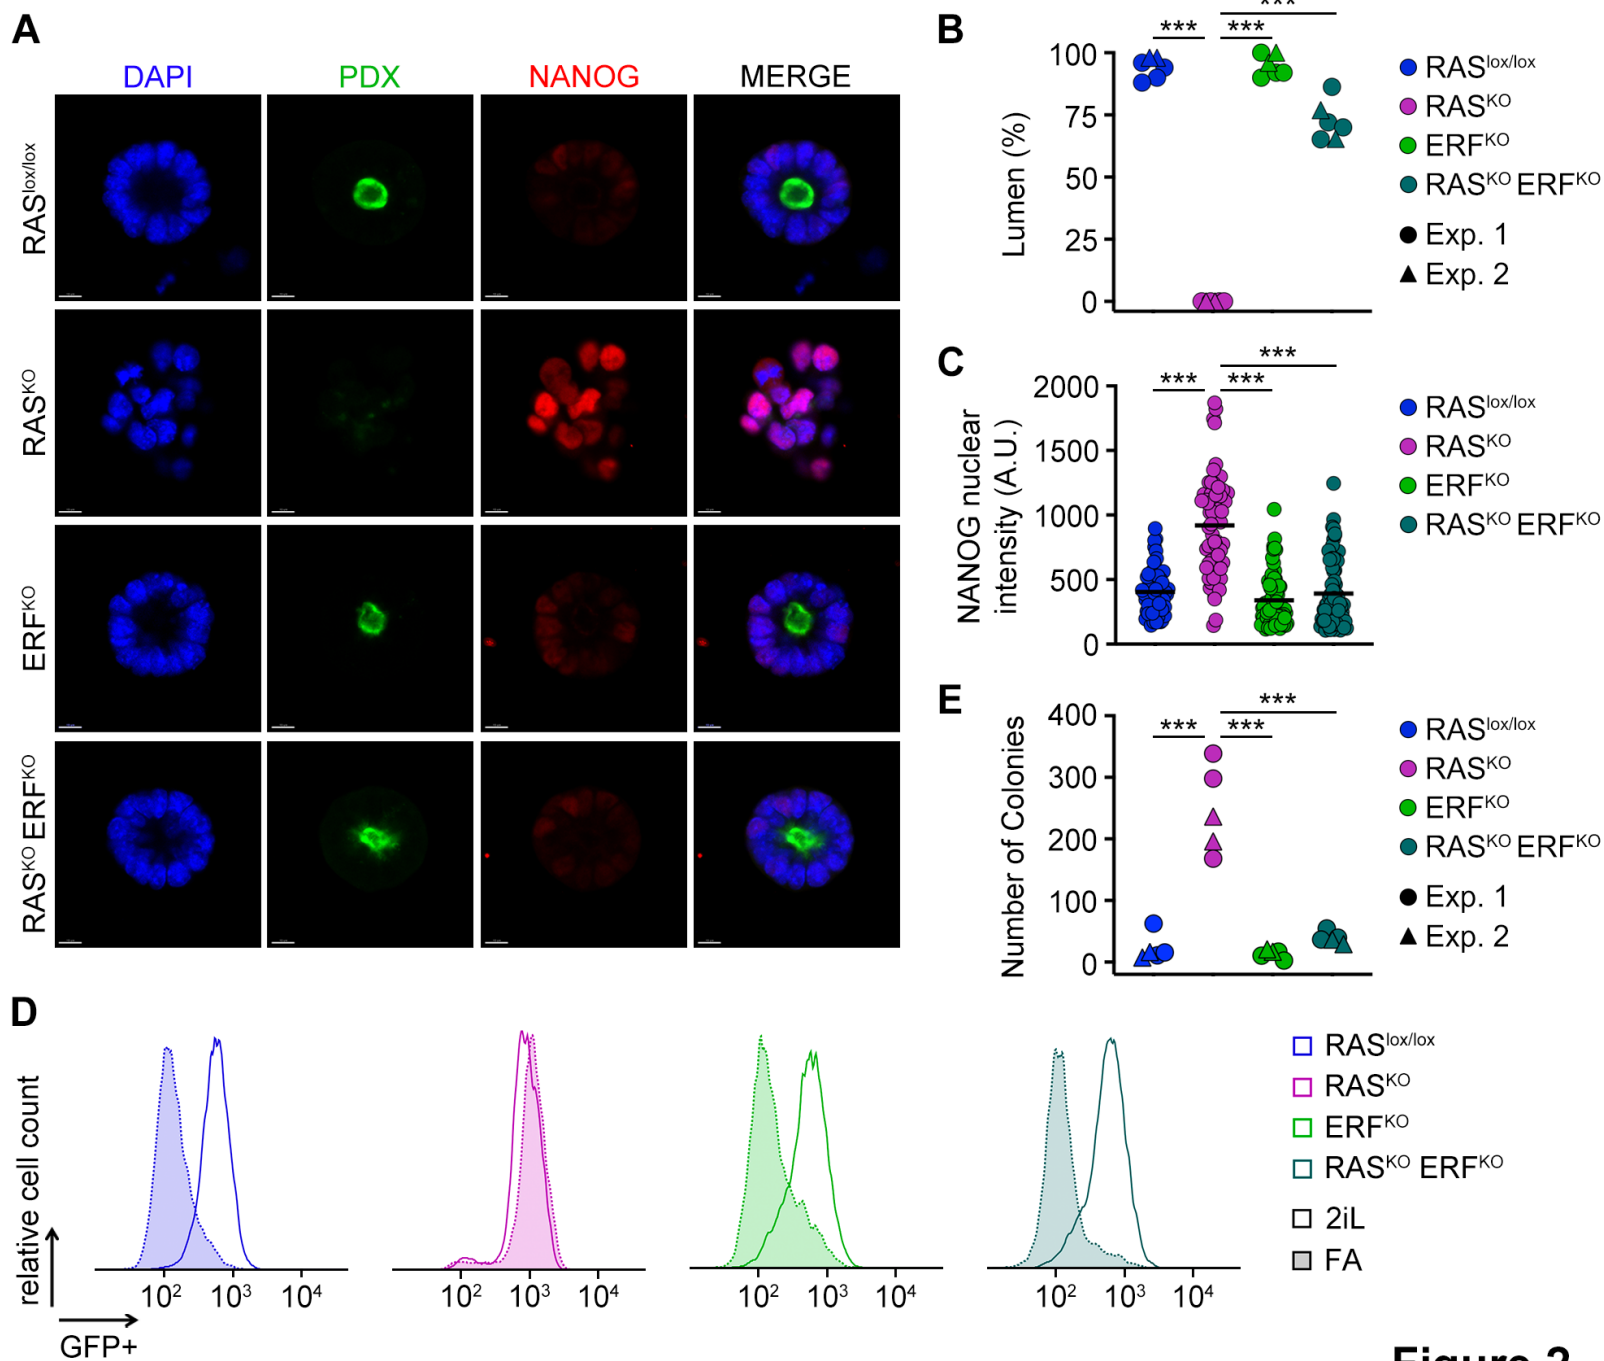 A
DAPI PDX NANOG MERGE
RASlox/lox
RASKO
ERFKO
RASKO ERFKO
B
*** *** ***
Lumen (%)
100
75
50
25
0
RASlox/lox
RASKO
ERFKO
RASKO ERFKO
Exp. 1
Exp. 2
C
***
*** ***
NANOG nuclear
intensity (A.U.)
2000
1500
1000
500
0
RASlox/lox
RASKO
ERFKO
RASKO ERFKO
E
***
*** ***
Number of Colonies
400
300
200
100
0
RASlox/lox
RASKO
ERFKO
RASKO ERFKO
Exp. 1
Exp. 2
D
relative cell count
GFP+
102 103 104
102 103 104
102 103 104
102 103 104
RASlox/lox
RASKO
ERFKO
RASKO ERFKO
2iL
FA
Figure 2